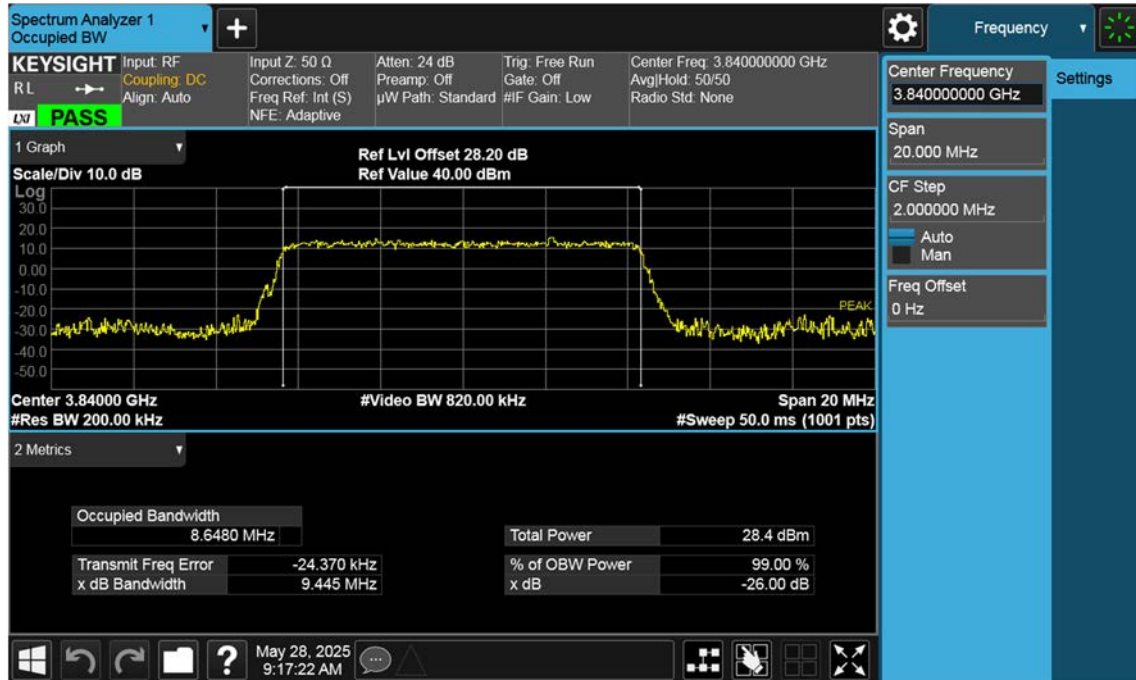 Spectrum Analyzer 1
Occupied BW
+
Frequency
KEYSIGHT
RL
LXI
PASS
Input: RF
Coupling: DC
Align: Auto
Input Z: 50 Ω
Corrections: Off
Freq Ref: Int (S)
NFE: Adaptive
Atten: 24 dB
Preamp: Off
µW Path: Standard
Trig: Free Run
Gate: Off
#IF Gain: Low
Center Freq: 3.840000000 GHz
Avg|Hold: 50/50
Radio Std: None
Center Frequency
3.840000000 GHz
Settings
Span
20.000 MHz
CF Step
2.000000 MHz
Auto
Man
Freq Offset
0 Hz
1 Graph
Scale/Div 10.0 dB
Ref Lvl Offset 28.20 dB
Ref Value 40.00 dBm
Log
30.0
20.0
10.0
0.00
-10.0
-20.0
-30.0
-40.0
-50.0
PEAK
Center 3.84000 GHz
#Video BW 820.00 kHz
Span 20 MHz
#Res BW 200.00 kHz
#Sweep 50.0 ms (1001 pts)
2 Metrics
Occupied Bandwidth
8.6480 MHz
Total Power 28.4 dBm
Transmit Freq Error -24.370 kHz
% of OBW Power 99.00 %
x dB Bandwidth 9.445 MHz
x dB -26.00 dB
?
May 28, 2025
9:17:22 AM